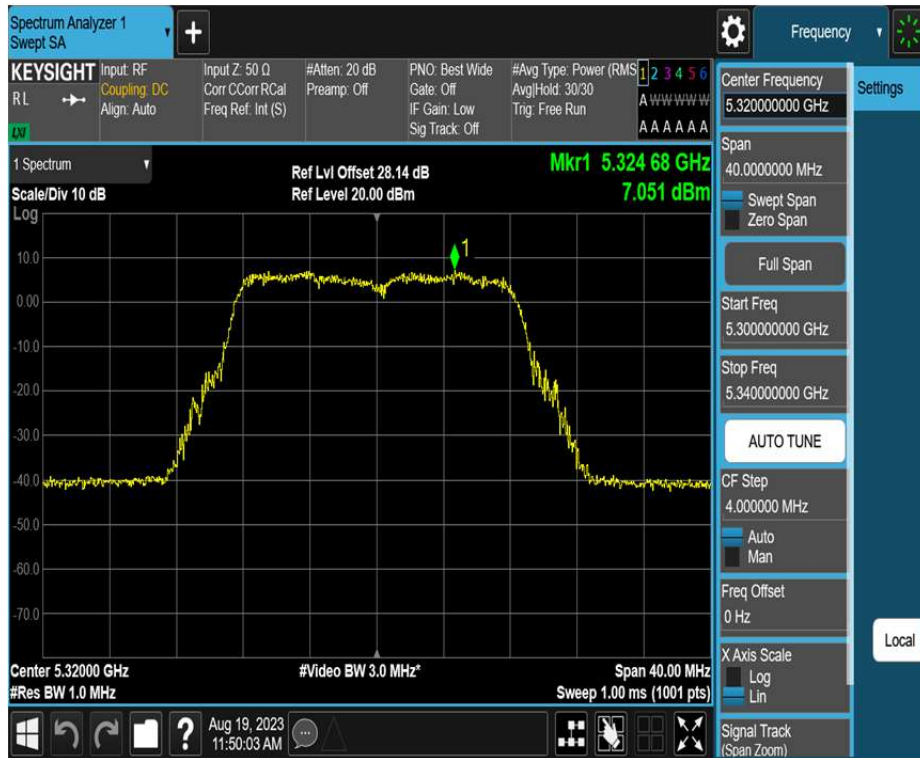 Spectrum Analyzer 1
Swept SA
+
Frequency
KEYSIGHT
RL
LXI
Input: RF
Coupling: DC
Align: Auto
Input Z: 50 Ω
Corr CCorr RCal
Freq Ref: Int (S)
#Atten: 20 dB
Preamp: Off
PNO: Best Wide
Gate: Off
IF Gain: Low
Sig Track: Off
#Avg Type: Power (RMS
Avg|Hold: 30/30
Trig: Free Run
1 2 3 4 5 6
A W W W W W
A A A A A A
1 Spectrum
Scale/Div 10 dB
Log
Ref Lvl Offset 28.14 dB
Ref Level 20.00 dBm
Mkr1 5.324 68 GHz
7.051 dBm
1
10.0
0.00
-10.0
-20.0
-30.0
-40.0
-50.0
-60.0
-70.0
Center 5.32000 GHz
#Res BW 1.0 MHz
#Video BW 3.0 MHz*
Span 40.00 MHz
Sweep 1.00 ms (1001 pts)
Center Frequency
5.320000000 GHz
Settings
Span
40.0000000 MHz
Swept Span
Zero Span
Full Span
Start Freq
5.300000000 GHz
Stop Freq
5.340000000 GHz
AUTO TUNE
CF Step
4.000000 MHz
Auto
Man
Freq Offset
0 Hz
X Axis Scale
Log
Lin
Local
Signal Track
(Span Zoom)
?
Aug 19, 2023
11:50:03 AM